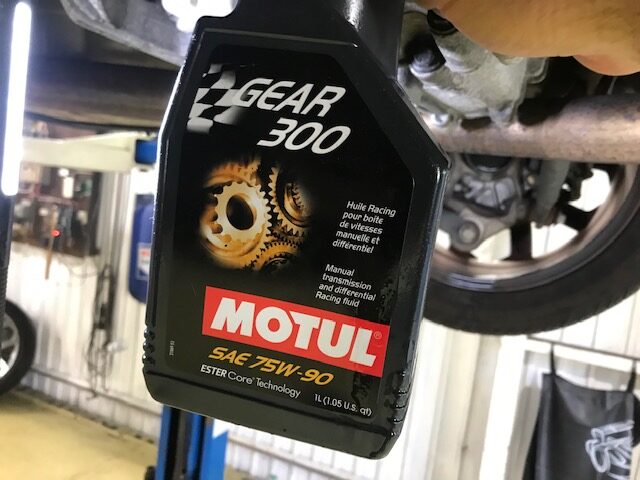 GEAR
300
Huile Racing
pour boîte
de vitesses
manuelle et
différentiel
Manual
transmission
and differential
Racing fluid
MOTUL
SAE 75W-90
ESTER Core Technology
1L (1.05 U.S. qt)